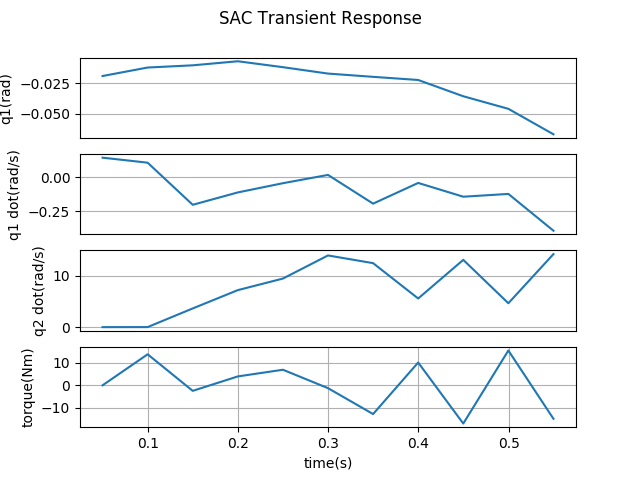 SAC Transient Response
q1(rad)
−0.025
−0.050
q1 dot(rad/s)
0.00
−0.25
q2 dot(rad/s)
10
0
torque(Nm)
10
0
−10
0.1 0.2 0.3 0.4 0.5
time(s)